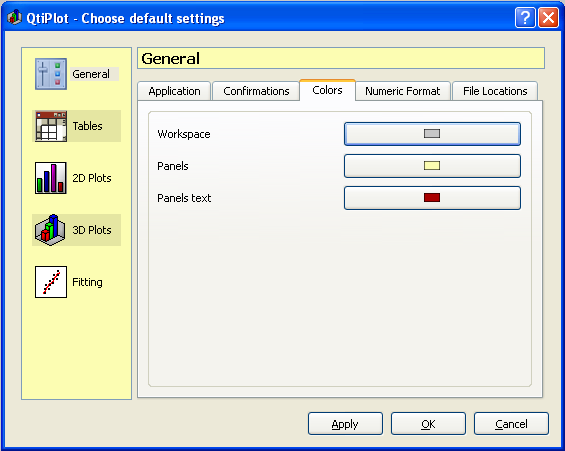 QtiPlot - Choose default settings
General
Tables
2D Plots
3D Plots
Fitting
General
Application Confirmations Colors Numeric Format File Locations
Workspace
Panels
Panels text
Apply OK Cancel